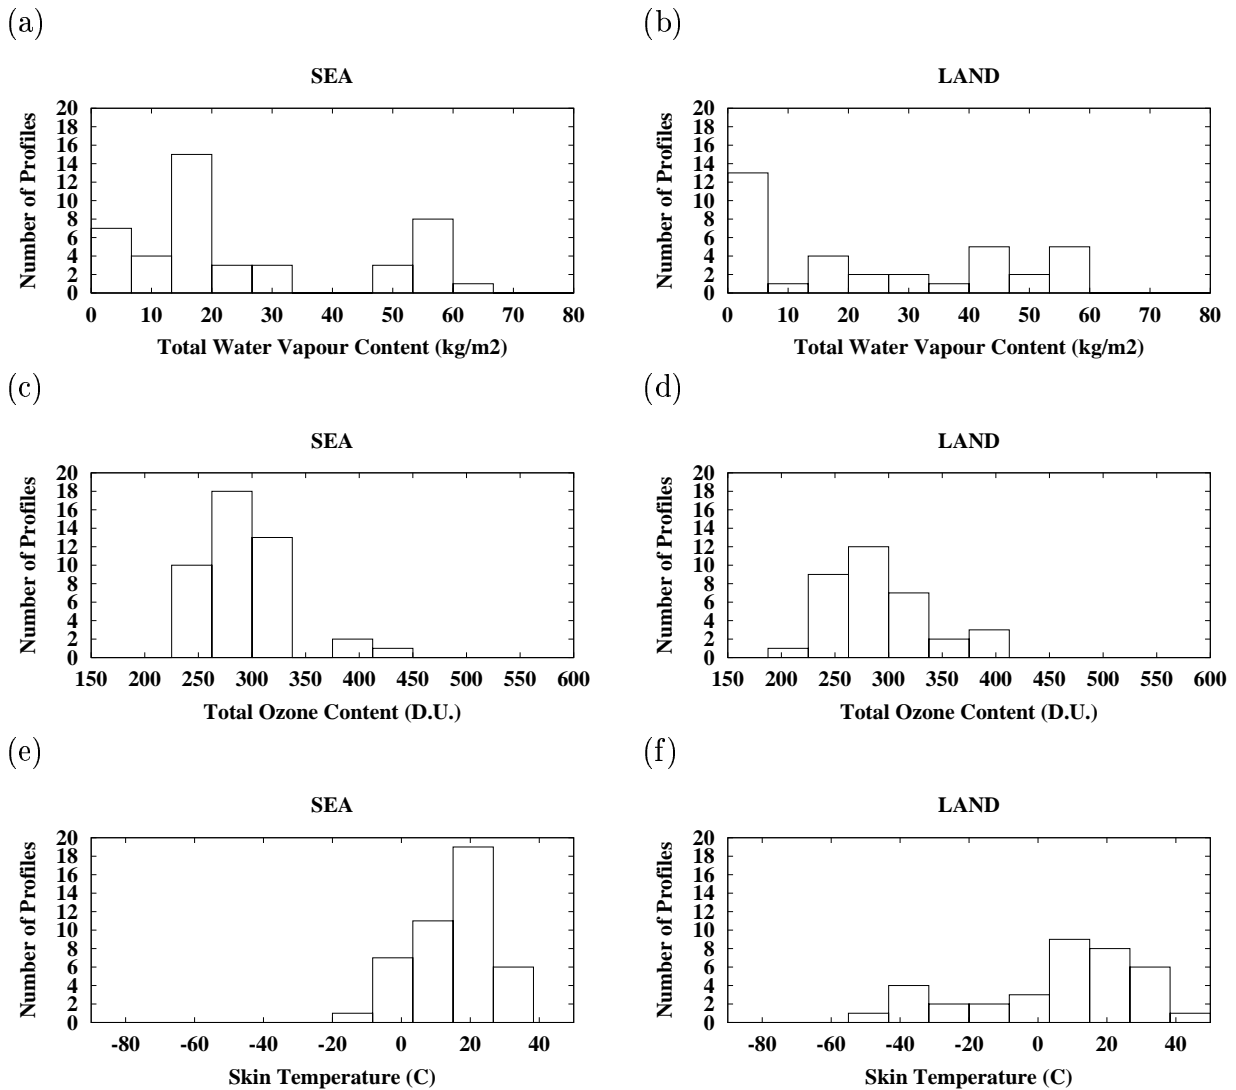 (a)
SEA
Number of Profiles
20
18
16
14
12
10
8
6
4
2
0
0 10 20 30 40 50 60 70 80
Total Water Vapour Content (kg/m2)
(b)
LAND
Number of Profiles
20
18
16
14
12
10
8
6
4
2
0
0 10 20 30 40 50 60 70 80
Total Water Vapour Content (kg/m2)
(c)
SEA
Number of Profiles
20
18
16
14
12
10
8
6
4
2
0
150 200 250 300 350 400 450 500 550 600
Total Ozone Content (D.U.)
(d)
LAND
Number of Profiles
20
18
16
14
12
10
8
6
4
2
0
150 200 250 300 350 400 450 500 550 600
Total Ozone Content (D.U.)
(e)
SEA
Number of Profiles
20
18
16
14
12
10
8
6
4
2
0
-80 -60 -40 -20 0 20 40
Skin Temperature (C)
(f)
LAND
Number of Profiles
20
18
16
14
12
10
8
6
4
2
0
-80 -60 -40 -20 0 20 40
Skin Temperature (C)